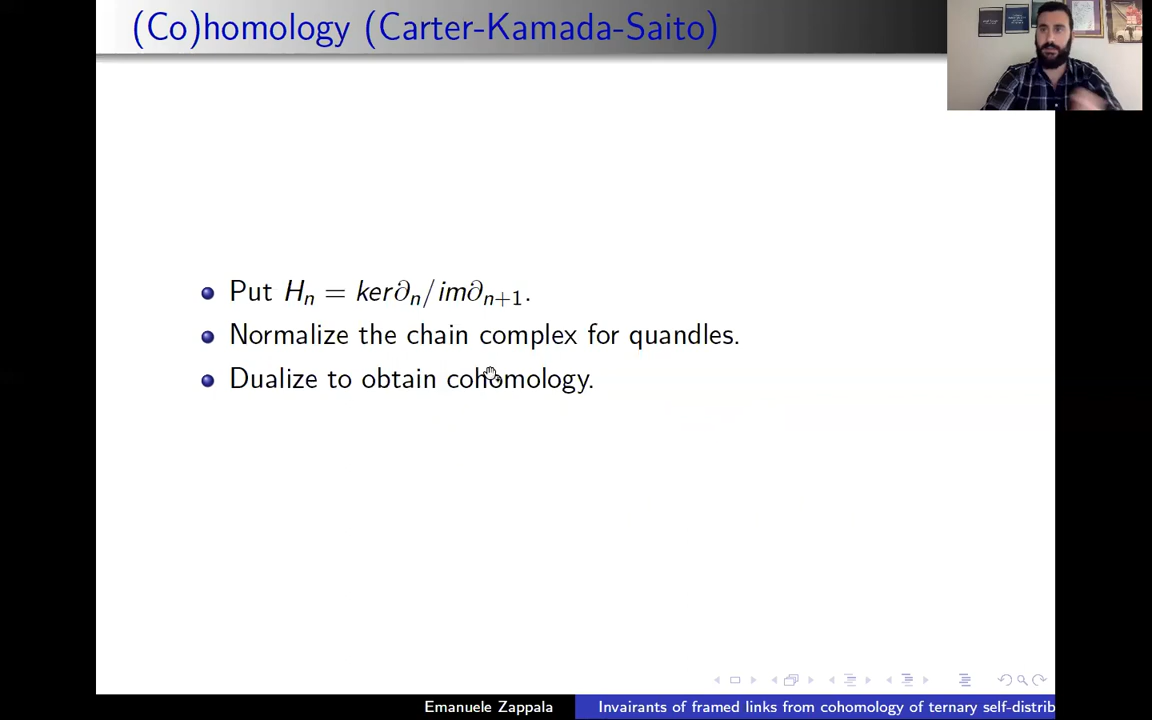 (Co)homology (Carter-Kamada-Saito)
Put Hₙ = ker∂ₙ/im∂ₙ₊₁.
Normalize the chain complex for quandles.
Dualize to obtain cohomology.
Emanuele Zappala
Invairants of framed links from cohomology of ternary self-distrib